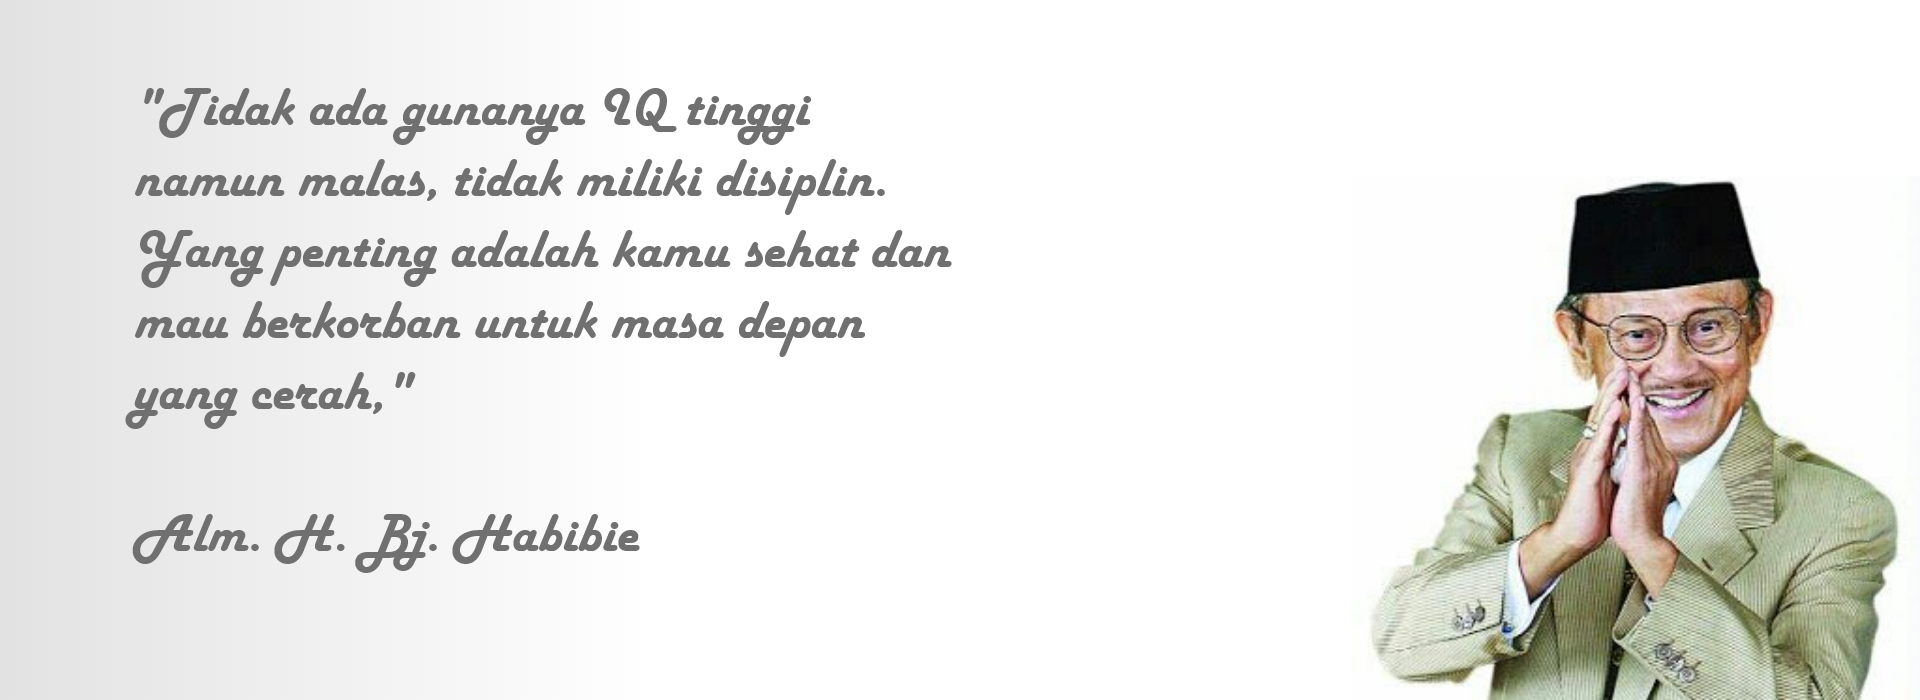 "Tidak ada gunanya IQ tinggi
namun malas, tidak miliki disiplin.
Yang penting adalah kamu sehat dan
mau berkorban untuk masa depan
yang cerah,"
Alm. H. Bj. Habibie